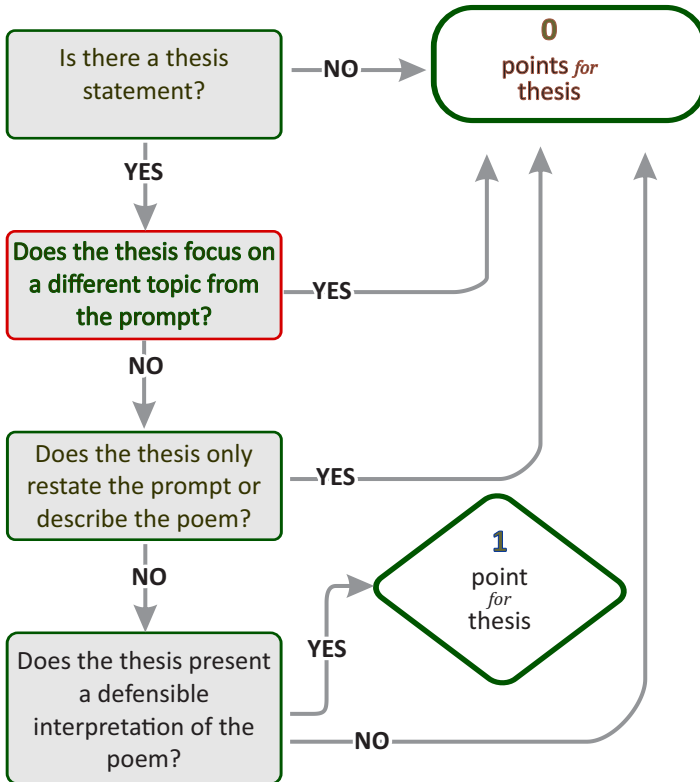 Is there a thesis
statement?
NO
0
points for
thesis
YES
Does the thesis focus on
a different topic from
the prompt?
YES
NO
Does the thesis only
restate the prompt or
describe the poem?
YES
1
point
for
thesis
NO
Does the thesis present
a defensible
interpretation of the
poem?
YES
NO